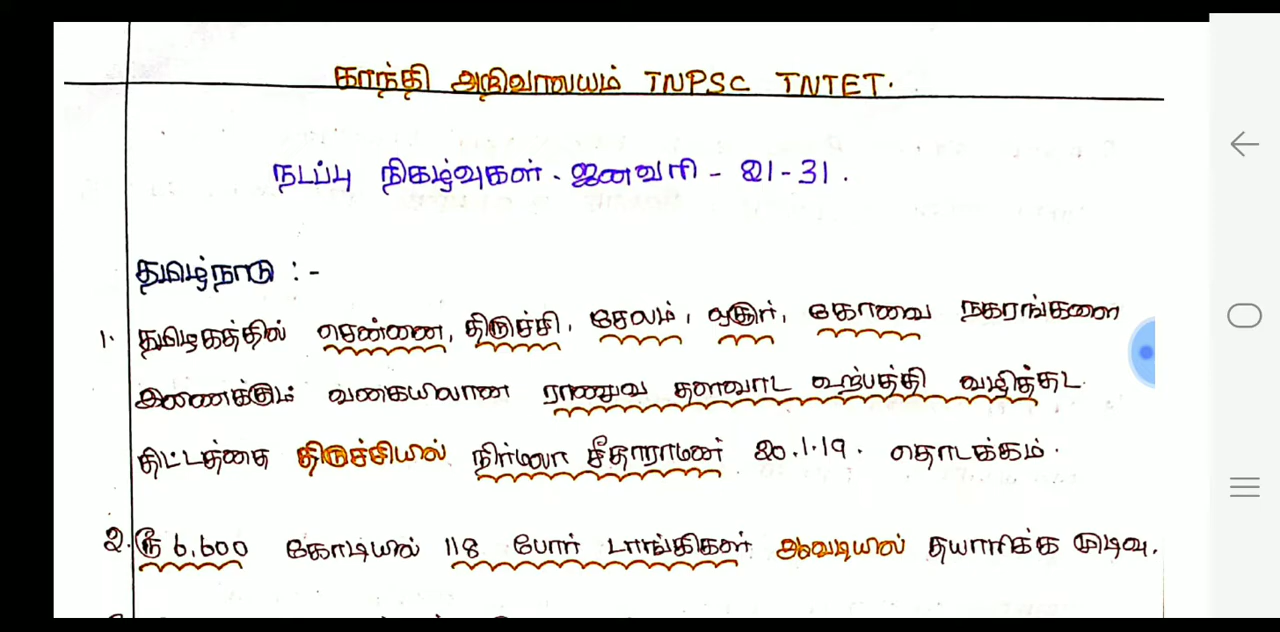 காந்தி அறிவாலயம் TNPSC TNTET.
நடப்பு நிகழ்வுகள் - ஜனவரி - 21-31.
தமிழ்நாடு :-
1. தமிழகத்தில் சென்னை, திருச்சி, சேலம், ஓசூர், கோவை நகரங்களை
இணைக்கும் வகையிலான ராணுவ தளவாட உற்பத்தி வழித்தட
திட்டத்தை திருச்சியில் நிர்மலா சீதாராமன் 20.1.19. தொடக்கம்.
2. ரூ 6,600 கோடியில் 118 போர் டாங்கிகள் ஆவடியில் தயாரிக்க முடிவு.